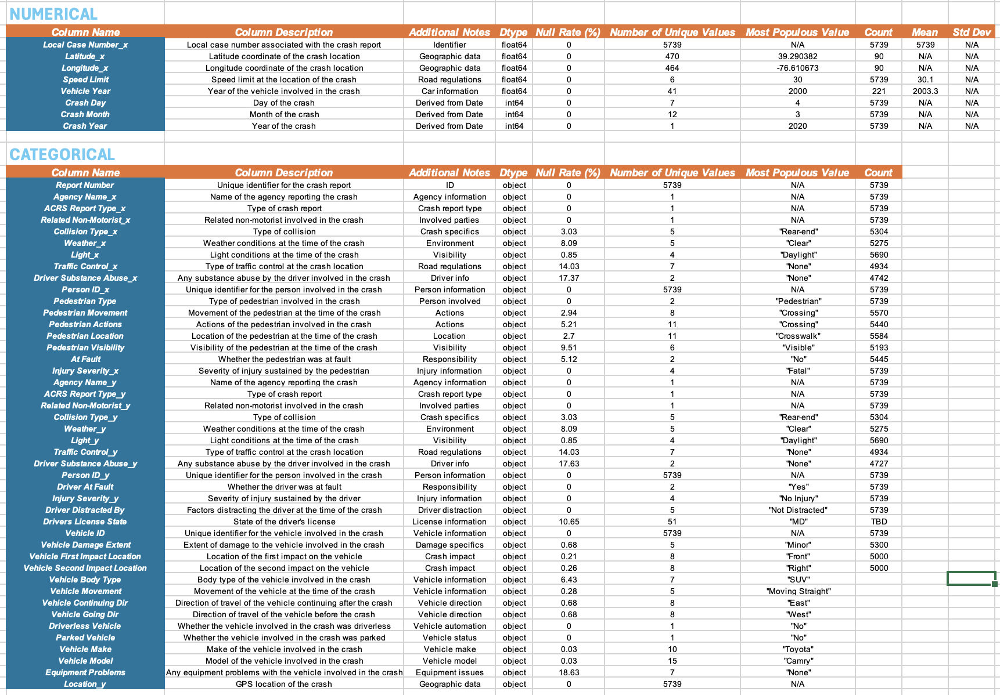 NUMERICAL
Column Name Column Description Additional Notes Dtype Null Rate (%) Number of Unique Values Most Populous Value Count Mean Std Dev
Local Case Number_x Local case number associated with the crash report Identifier float64 0 5739 N/A 5739 5739 N/A
Latitude_x Latitude coordinate of the crash location Geographic data float64 0 470 39.290382 90 N/A N/A
Longitude_x Longitude coordinate of the crash location Geographic data float64 0 464 -76.610673 90 N/A N/A
Speed Limit Speed limit at the location of the crash Road regulations float64 0 6 30 5739 30.1 N/A
Vehicle Year Year of the vehicle involved in the crash Car information float64 0 41 2000 221 2003.3 N/A
Crash Day Day of the crash Derived from Date int64 0 7 4 5739 N/A N/A
Crash Month Month of the crash Derived from Date int64 0 12 3 5739 N/A N/A
Crash Year Year of the crash Derived from Date int64 0 1 2020 5739 N/A N/A
CATEGORICAL
Column Name Column Description Additional Notes Dtype Null Rate (%) Number of Unique Values Most Populous Value Count
Report Number Unique identifier for the crash report ID object 0 5739 N/A 5739
Agency Name_x Name of the agency reporting the crash Agency information object 0 1 N/A 5739
ACRS Report Type_x Type of crash report Crash report type object 0 1 N/A 5739
Related Non-Motorist_x Related non-motorist involved in the crash Involved parties object 0 1 N/A 5739
Collision Type_x Type of collision Crash specifics object 3.03 5 "Rear-end" 5304
Weather_x Weather conditions at the time of the crash Environment object 8.09 5 "Clear" 5275
Light_x Light conditions at the time of the crash Visibility object 0.85 4 "Daylight" 5690
Traffic Control_x Type of traffic control at the crash location Road regulations object 14.03 7 "None" 4934
Driver Substance Abuse_x Any substance abuse by the driver involved in the crash Driver info object 17.37 2 "None" 4742
Person ID_x Unique identifier for the person involved in the crash Person information object 0 5739 N/A 5739
Pedestrian Type Type of pedestrian involved in the crash Person involved object 0 2 "Pedestrian" 5739
Pedestrian Movement Movement of the pedestrian at the time of the crash Actions object 2.94 8 "Crossing" 5570
Pedestrian Actions Actions of the pedestrian involved in the crash Actions object 5.21 11 "Crossing" 5440
Pedestrian Location Location of the pedestrian at the time of the crash Location object 2.7 11 "Crosswalk" 5584
Pedestrian Visibility Visibility of the pedestrian at the time of the crash Visibility object 9.51 6 "Visible" 5193
At Fault Whether the pedestrian was at fault Responsibility object 5.12 2 "No" 5445
Injury Severity_x Severity of injury sustained by the pedestrian Injury information object 0 4 "Fatal" 5739
Agency Name_y Name of the agency reporting the crash Agency information object 0 1 N/A 5739
ACRS Report Type_y Type of crash report Crash report type object 0 1 N/A 5739
Related Non-Motorist_y Related non-motorist involved in the crash Involved parties object 0 1 N/A 5739
Collision Type_y Type of collision Crash specifics object 3.03 5 "Rear-end" 5304
Weather_y Weather conditions at the time of the crash Environment object 8.09 5 "Clear" 5275
Light_y Light conditions at the time of the crash Visibility object 0.85 4 "Daylight" 5690
Traffic Control_y Type of traffic control at the crash location Road regulations object 14.03 7 "None" 4934
Driver Substance Abuse_y Any substance abuse by the driver involved in the crash Driver info object 17.63 2 "None" 4727
Person ID_y Unique identifier for the person involved in the crash Person information object 0 5739 N/A 5739
Driver At Fault Whether the driver was at fault Responsibility object 0 2 "Yes" 5739
Injury Severity_y Severity of injury sustained by the driver Injury information object 0 4 "No Injury" 5739
Driver Distracted By Factors distracting the driver at the time of the crash Driver distraction object 0 5 "Not Distracted" 5739
Drivers License State State of the driver's license License information object 10.65 51 "MD" TBD
Vehicle ID Unique identifier for the vehicle involved in the crash Vehicle information object 0 5739 N/A 5739
Vehicle Damage Extent Extent of damage to the vehicle involved in the crash Damage specifics object 0.68 5 "Minor" 5300
Vehicle First Impact Location Location of the first impact on the vehicle Crash impact object 0.21 8 "Front" 5000
Vehicle Second Impact Location Location of the second impact on the vehicle Crash impact object 0.26 8 "Right" 5000
Vehicle Body Type Body type of the vehicle involved in the crash Vehicle information object 6.43 7 "SUV"
Vehicle Movement Movement of the vehicle at the time of the crash Vehicle information object 0.28 5 "Moving Straight"
Vehicle Continuing Dir Direction of travel of the vehicle continuing after the crash Vehicle direction object 0.68 8 "East"
Vehicle Going Dir Direction of travel of the vehicle before the crash Vehicle direction object 0.68 8 "West"
Driverless Vehicle Whether the vehicle involved in the crash was driverless Vehicle automation object 0 1 "No"
Parked Vehicle Whether the vehicle involved in the crash was parked Vehicle status object 0 1 "No"
Vehicle Make Make of the vehicle involved in the crash Vehicle make object 0.03 10 "Toyota"
Vehicle Model Model of the vehicle involved in the crash Vehicle model object 0.03 15 "Camry"
Equipment Problems Any equipment problems with the vehicle involved in the crash Equipment issues object 18.63 7 "None"
Location_y GPS location of the crash Geographic data object 0 5739 N/A